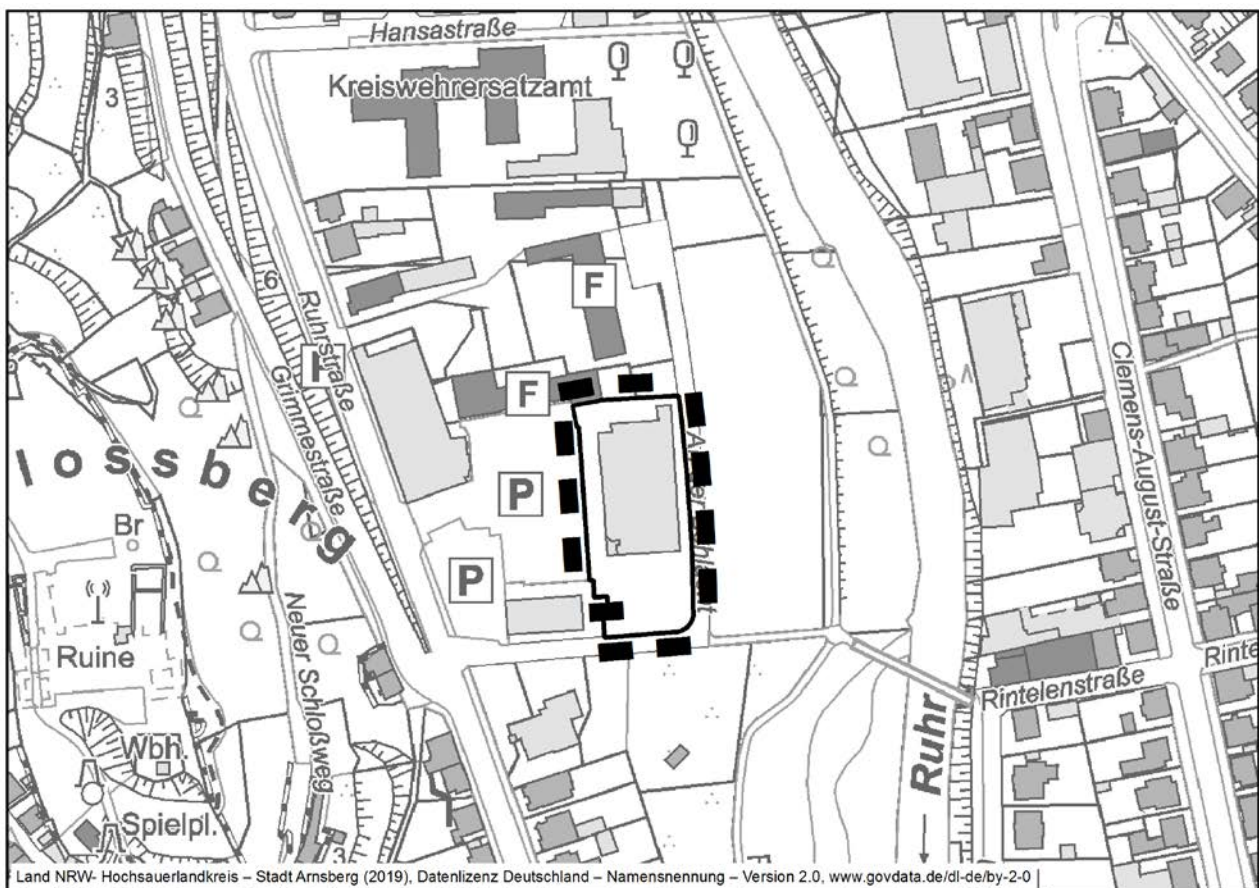 Hansastraße
Kreiswehrersatzamt
3
6
Ruhrstraße
F
Grimmestraße
F
P
P
lossberg
Br
Ruine
Neuer Schloßweg
Wbh.
Spielpl.
3
Clemens-August-Straße
Rintelenstraße
Ruhr
Land NRW- Hochsauerlandkreis – Stadt Arnsberg (2019), Datenlizenz Deutschland – Namensnennung – Version 2.0, www.govdata.de/dl-de/by-2-0